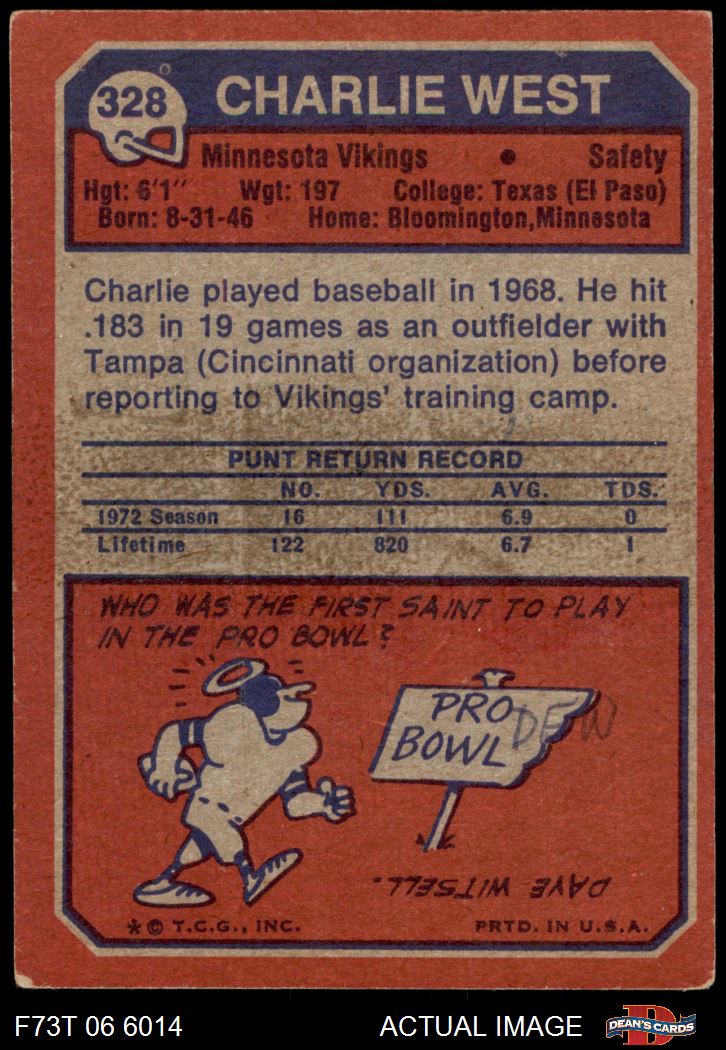 328
CHARLIE WEST
Minnesota Vikings • Safety
Hgt: 6'1" Wgt: 197 College: Texas (El Paso)
Born: 8-31-46 Home: Bloomington, Minnesota
Charlie played baseball in 1968. He hit
.183 in 19 games as an outfielder with
Tampa (Cincinnati organization) before
reporting to Vikings' training camp.
PUNT RETURN RECORD
NO. YDS. AVG. TDS.
1972 Season 16 111 6.9 0
Lifetime 122 820 6.7 1
WHO WAS THE FIRST SAINT TO PLAY
IN THE PRO BOWL?
PRO
BOWL
DEW
DAVE WITSELL.
* © T.C.G., INC. PRTD. IN U.S.A.
F73T 06 6014 ACTUAL IMAGE
D
DEAN'S CARDS